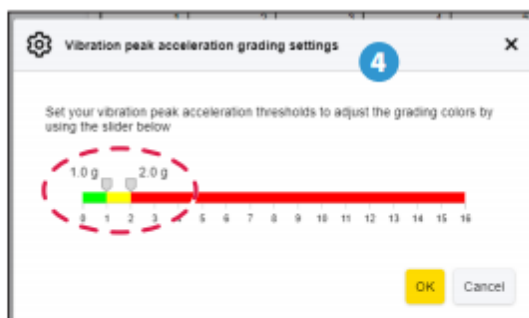 Vibration peak acceleration grading settings
4
Set your vibration peak acceleration thresholds to adjust the grading colors by
using the slider below
1.0 g 2.0 g
0 1 2 3 4 5 6 7 8 9 10 11 12 13 14 15 16
OK Cancel